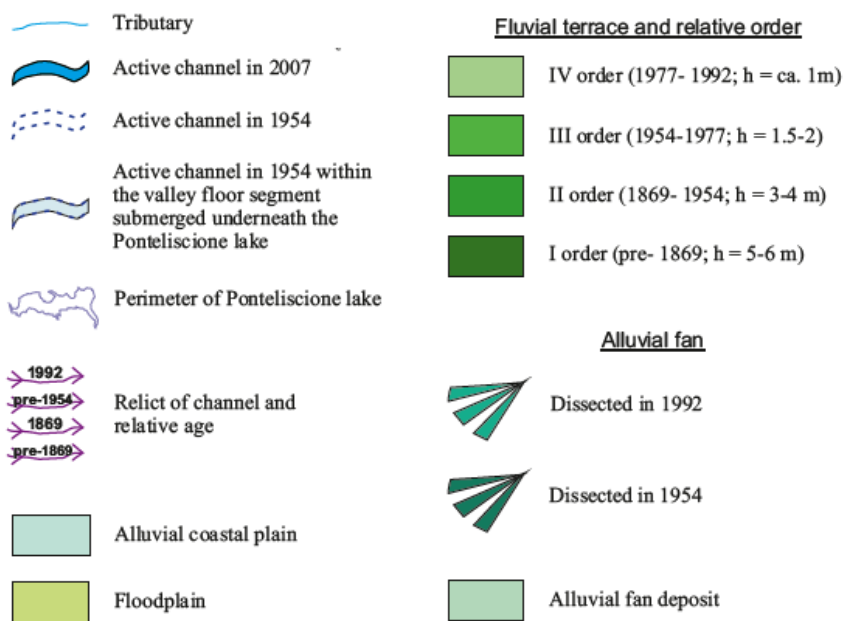 Tributary
Active channel in 2007
Active channel in 1954
Active channel in 1954 within
the valley floor segment
submerged underneath the
Ponteliscione lake
Perimeter of Ponteliscione lake
1992
pre-1954
1869
pre-1869
Relict of channel and
relative age
Alluvial coastal plain
Floodplain
Fluvial terrace and relative order
IV order (1977- 1992; h = ca. 1m)
III order (1954-1977; h = 1.5-2)
II order (1869- 1954; h = 3-4 m)
I order (pre- 1869; h = 5-6 m)
Alluvial fan
Dissected in 1992
Dissected in 1954
Alluvial fan deposit